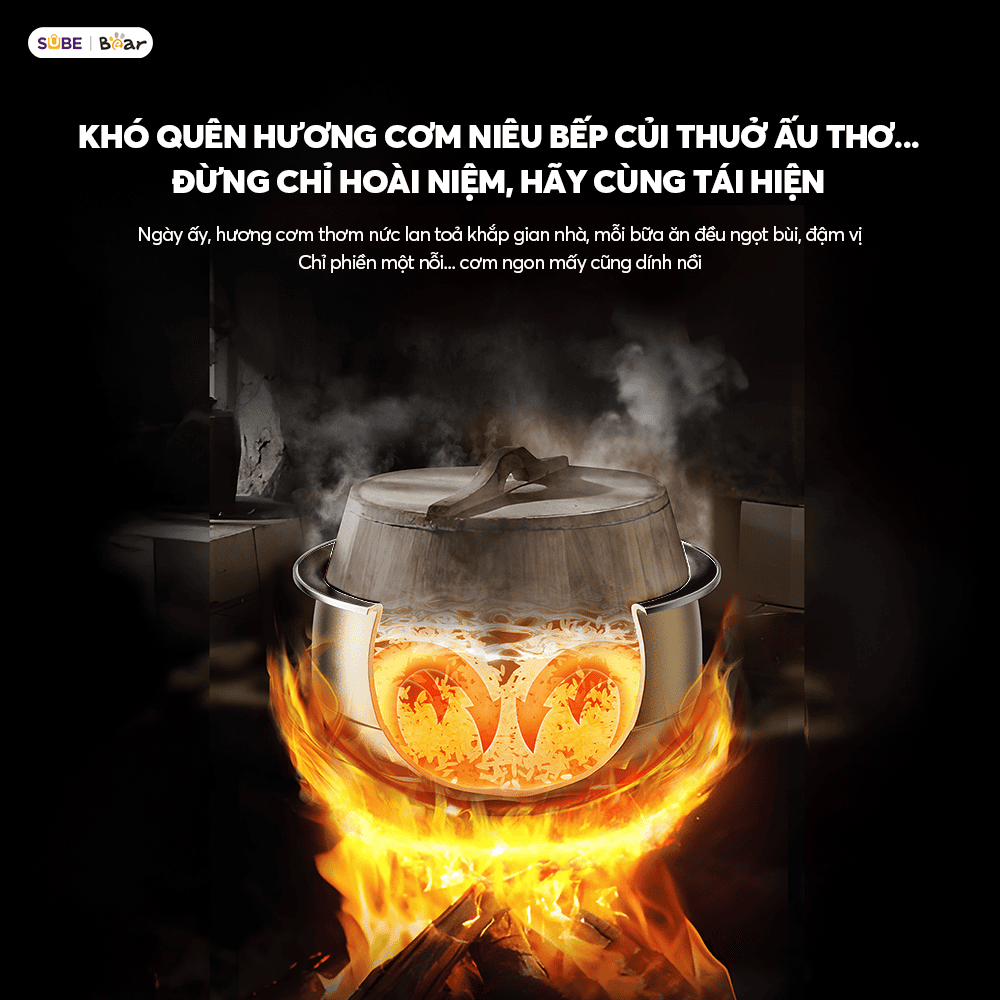 SUBE | Bear
KHÓ QUÊN HƯƠNG CƠM NIÊU BẾP CỦI THUỞ ẤU THƠ...
ĐỪNG CHỈ HOÀI NIỆM, HÃY CÙNG TÁI HIỆN
Ngày ấy, hương cơm thơm nức lan toả khắp gian nhà, mỗi bữa ăn đều ngọt bùi, đậm vị
Chỉ phiền một nỗi... cơm ngon mấy cũng dính nồi